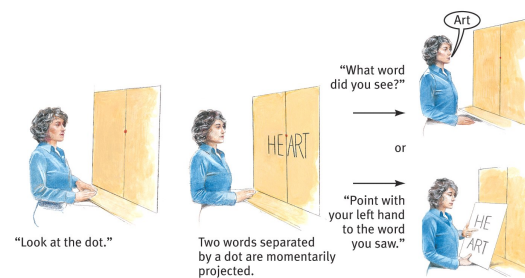 Art
"What word
did you see?"
HE·ART
or
"Look at the dot."
Two words separated
by a dot are momentarily
projected.
"Point with
your left hand
to the word
you saw."
HE
ART